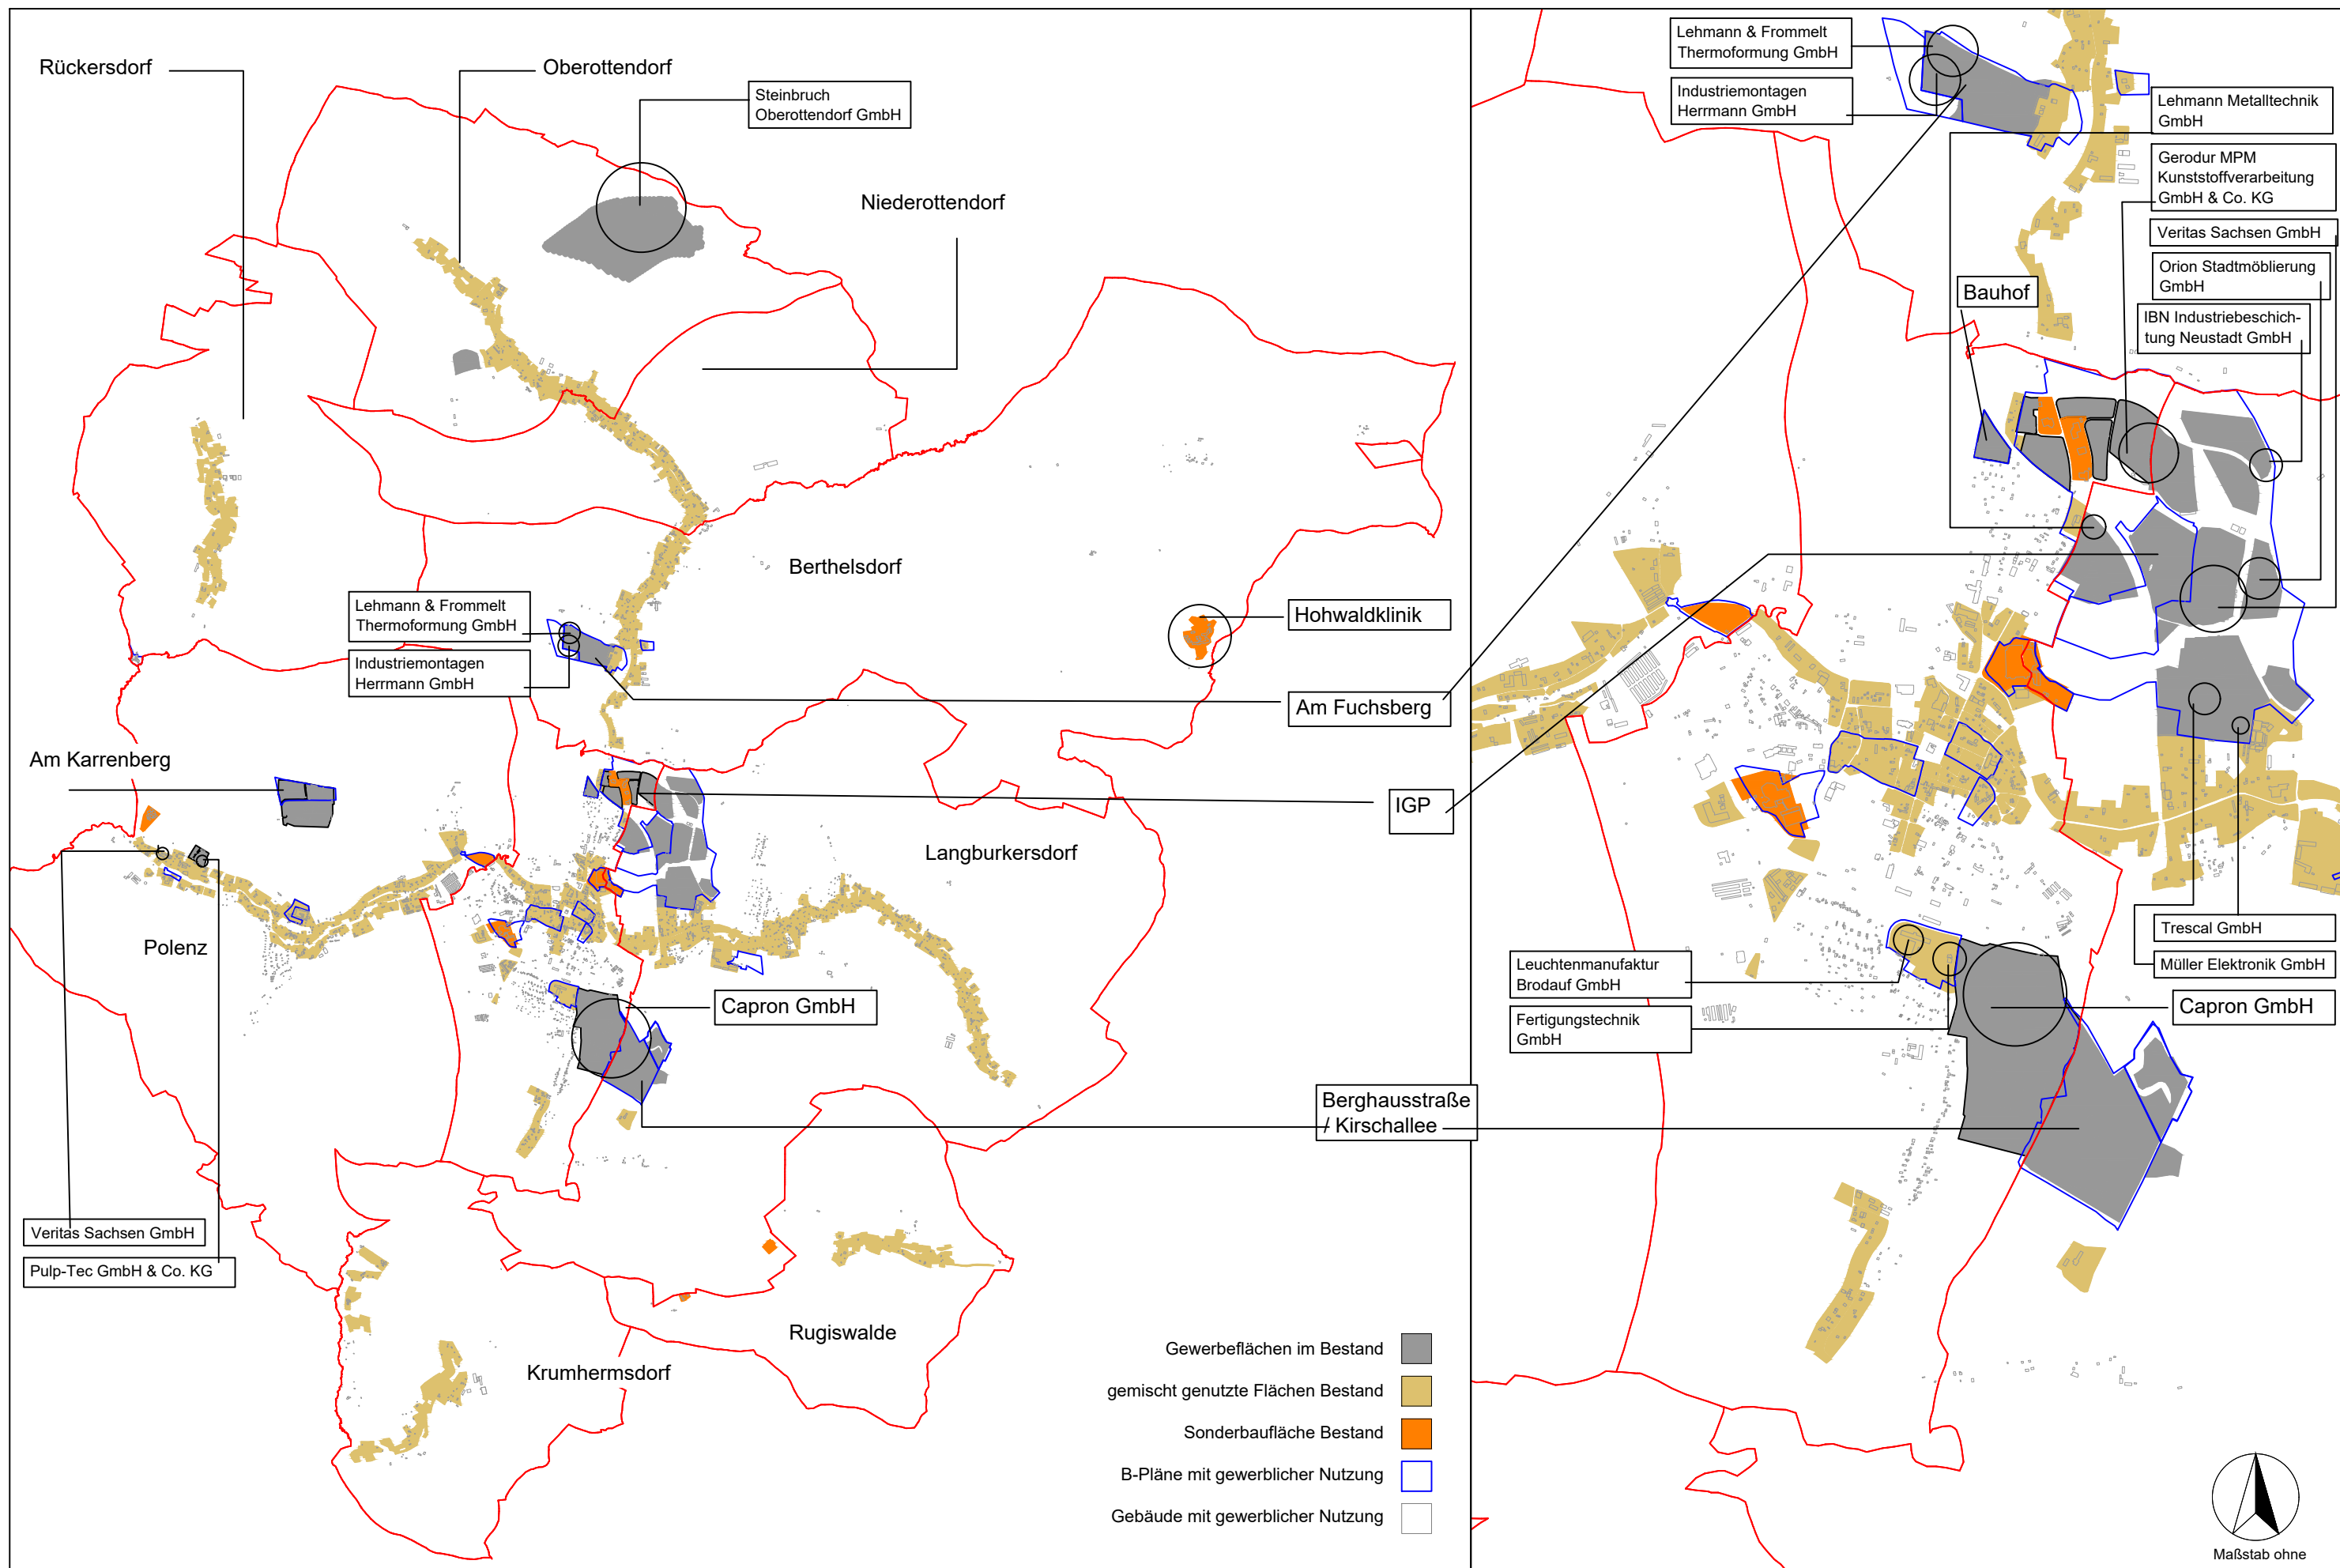 Rückersdorf
Oberottendorf
Steinbruch
Oberottendorf GmbH
Niederottendorf
Berthelsdorf
Lehmann & Frommelt
Thermoformung GmbH
Industriemontagen
Herrmann GmbH
Hohwaldklinik
Am Fuchsberg
Am Karrenberg
IGP
Langburkersdorf
Polenz
Capron GmbH
Berghausstraße
/ Kirschallee
Veritas Sachsen GmbH
Pulp-Tec GmbH & Co. KG
Rugiswalde
Krumhermsdorf
Gewerbeflächen im Bestand
gemischt genutzte Flächen Bestand
Sonderbaufläche Bestand
B-Pläne mit gewerblicher Nutzung
Gebäude mit gewerblicher Nutzung
Lehmann & Frommelt
Thermoformung GmbH
Industriemontagen
Herrmann GmbH
Lehmann Metalltechnik
GmbH
Gerodur MPM
Kunststoffverarbeitung
GmbH & Co. KG
Veritas Sachsen GmbH
Orion Stadtmöblierung
GmbH
Bauhof
IBN Industriebeschich-
tung Neustadt GmbH
Trescal GmbH
Müller Elektronik GmbH
Leuchtenmanufaktur
Brodauf GmbH
Fertigungstechnik
GmbH
Capron GmbH
Maßstab ohne